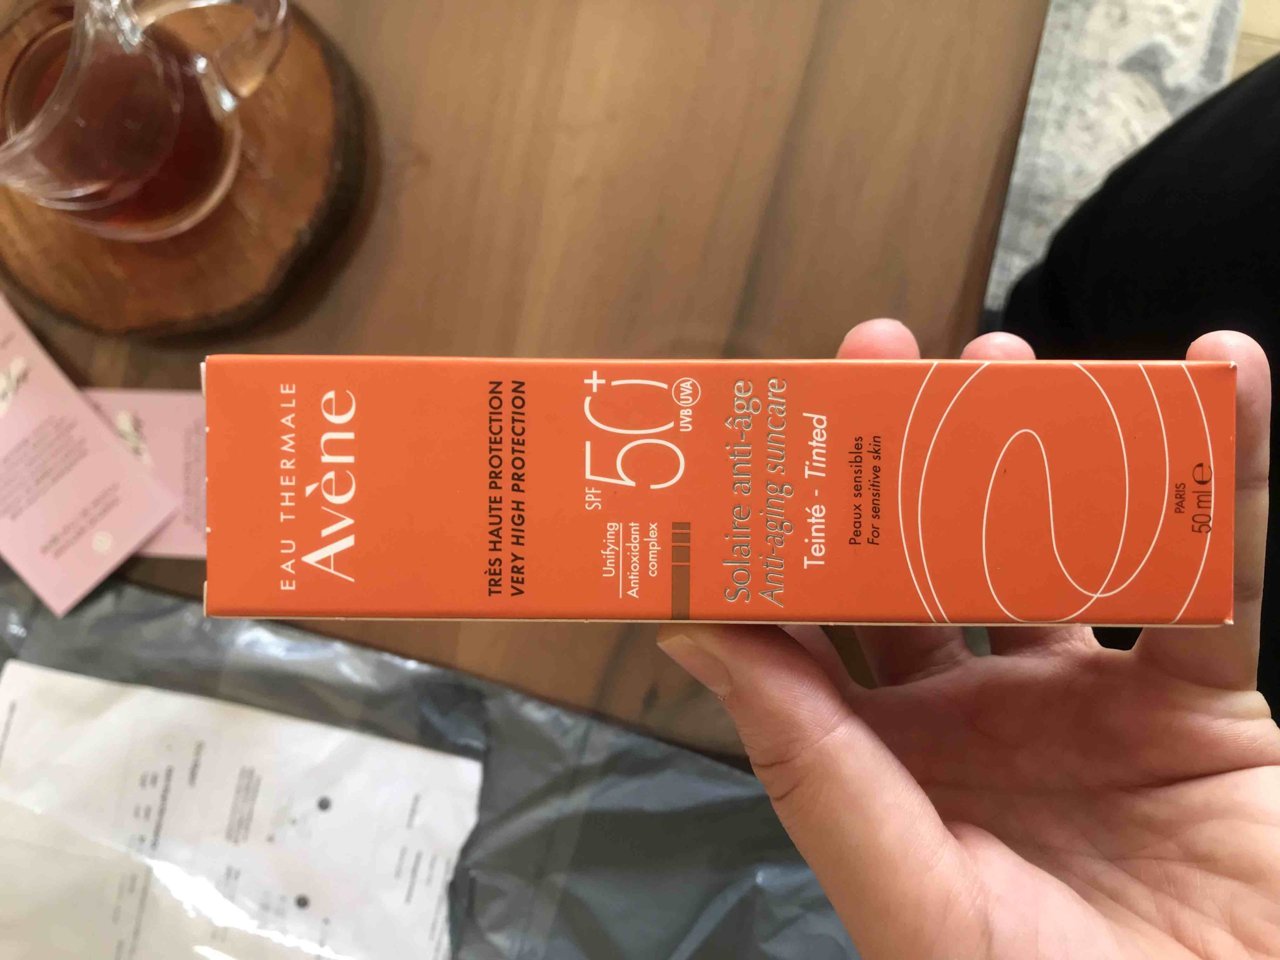 EAU THERMALE
Avène
TRÈS HAUTE PROTECTION
VERY HIGH PROTECTION
SPF 50+
UVB UVA
Unifying
Antioxidant
complex
Solaire anti-âge
Anti-aging suncare
Teinté - Tinted
Peaux sensibles
For sensitive skin
PARIS
50 ml ℮